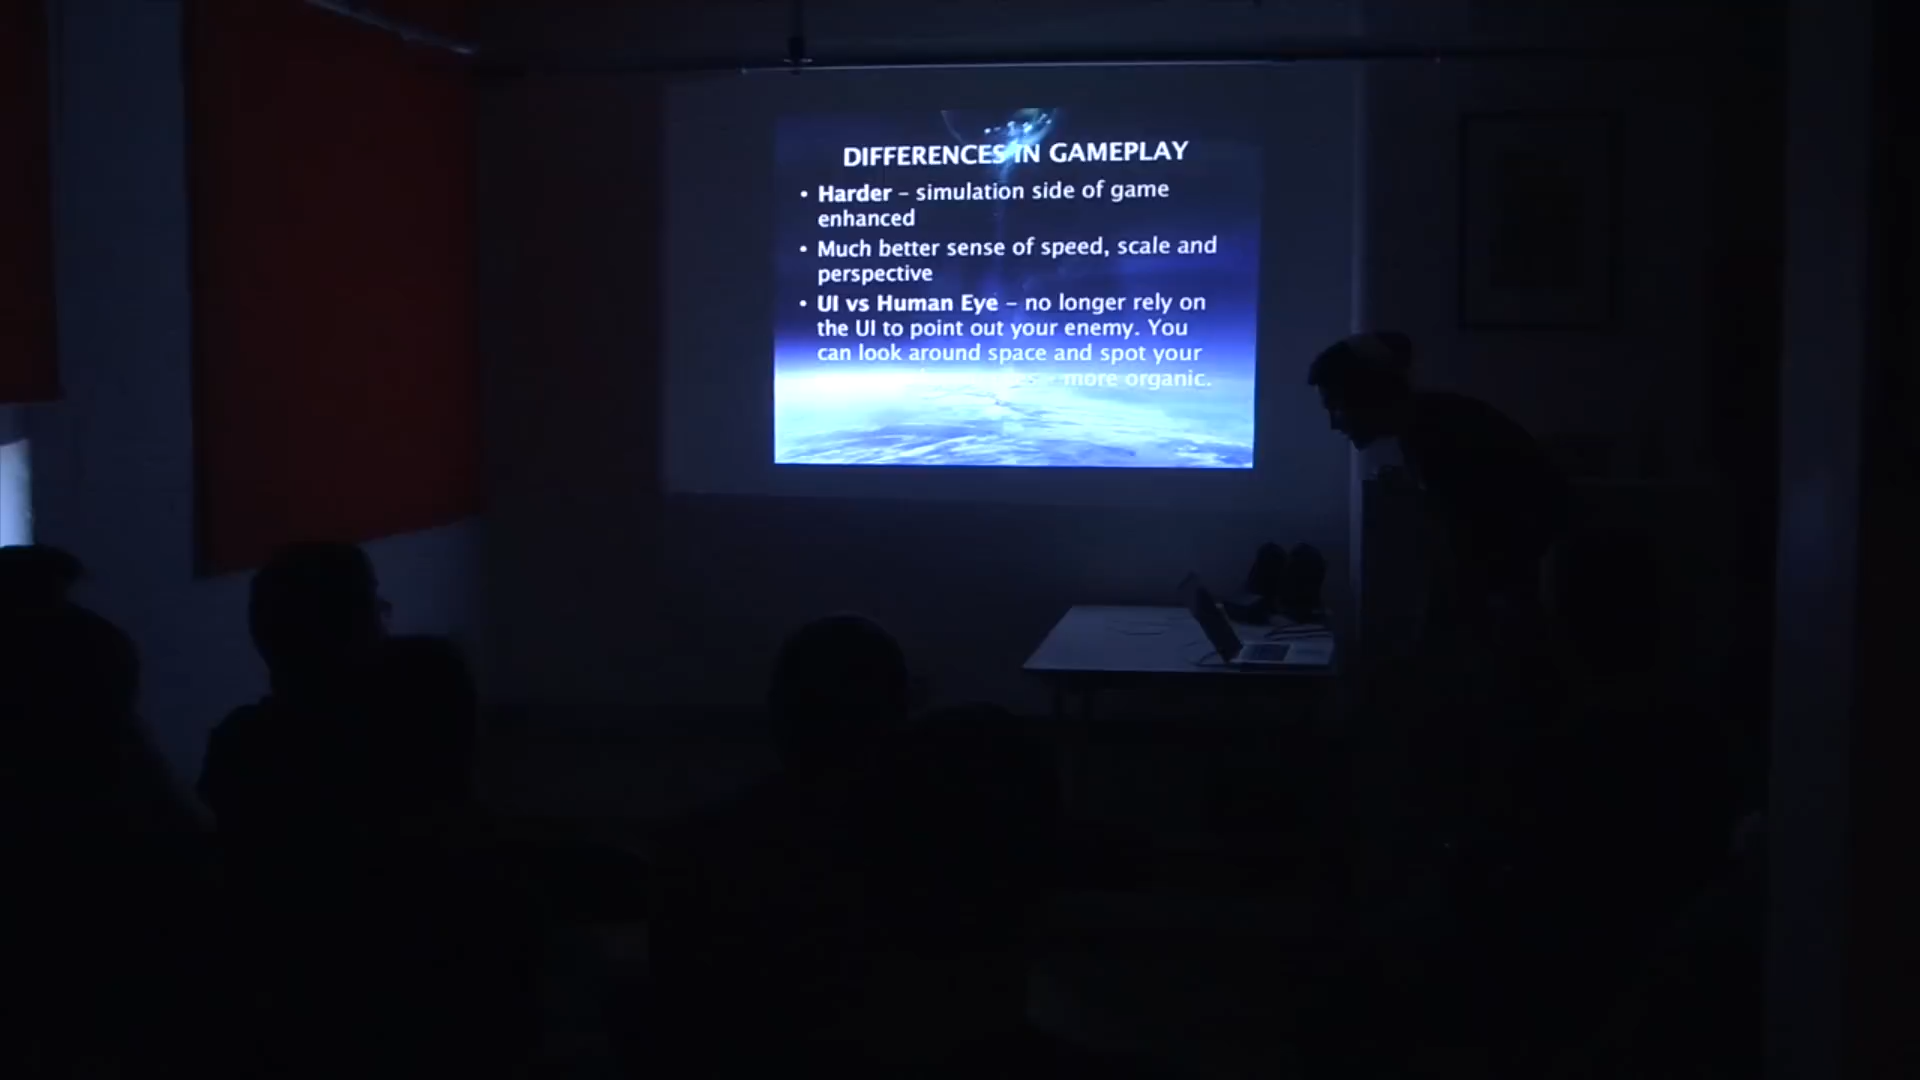 DIFFERENCES IN GAMEPLAY
• Harder – simulation side of game
enhanced
• Much better sense of speed, scale and
perspective
• UI vs Human Eye – no longer rely on
the UI to point out your enemy. You
can look around space and spot your
more organic.